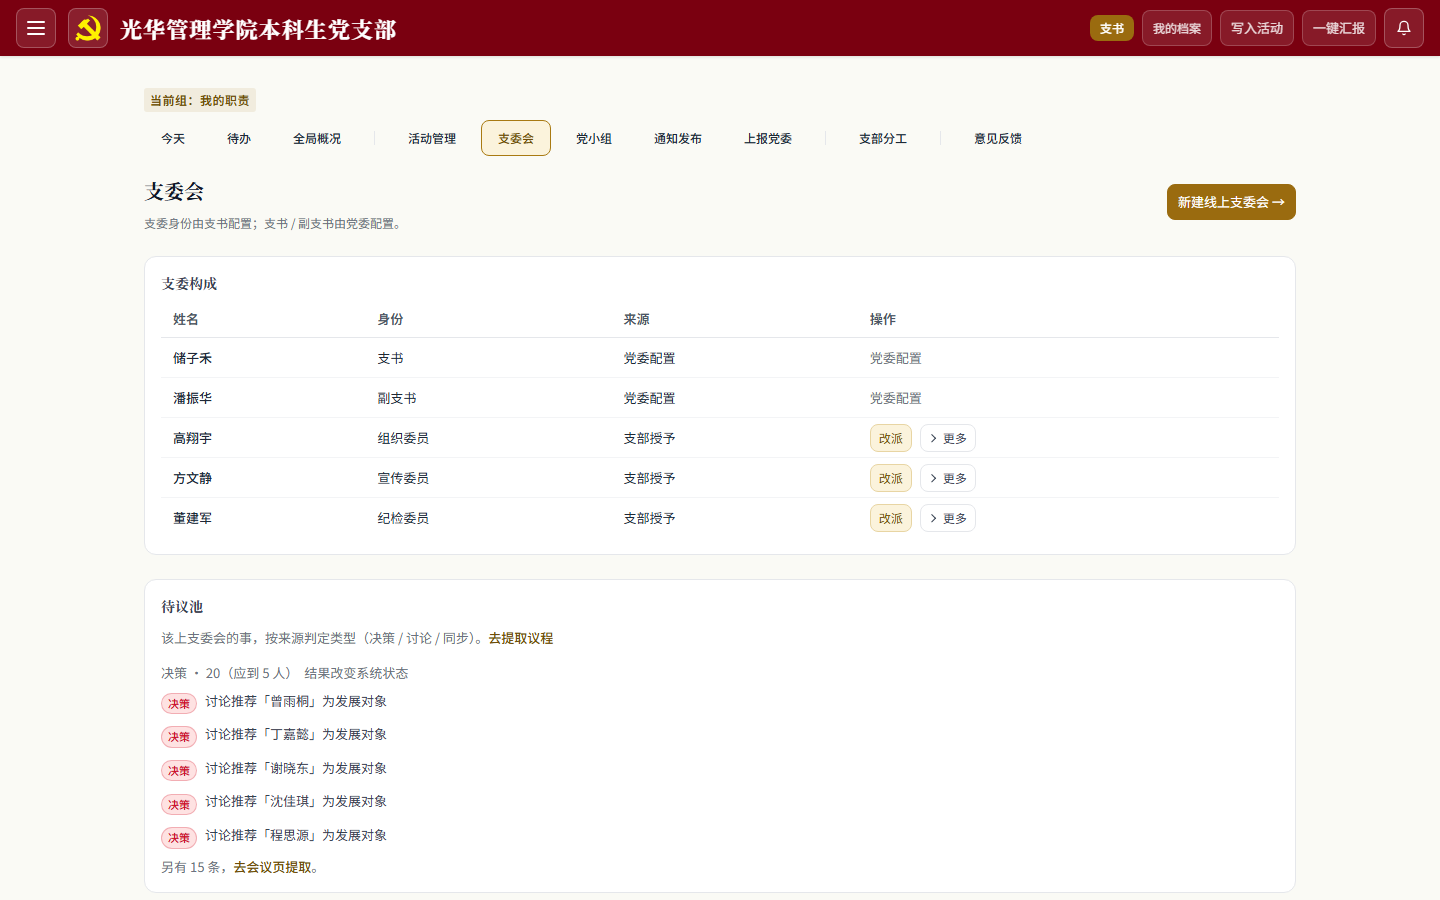 光华管理学院本科生党支部
支书 我的档案 写入活动 一键汇报
当前组：我的职责
今天 待办 全局概况 活动管理 支委会 党小组 通知发布 上报党委 支部分工 意见反馈
支委会
新建线上支委会 →
支委身份由支书配置；支书 / 副支书由党委配置。
支委构成
姓名 身份 来源 操作
储子禾 支书 党委配置 党委配置
潘振华 副支书 党委配置 党委配置
高翔宇 组织委员 支部授予 改派 更多
方文静 宣传委员 支部授予 改派 更多
董建军 纪检委员 支部授予 改派 更多
待议池
该上支委会的事，按来源判定类型（决策 / 讨论 / 同步）。去提取议程
决策 · 20（应到 5 人） 结果改变系统状态
决策 讨论推荐「曾雨桐」为发展对象
决策 讨论推荐「丁嘉懿」为发展对象
决策 讨论推荐「谢晓东」为发展对象
决策 讨论推荐「沈佳琪」为发展对象
决策 讨论推荐「程思源」为发展对象
另有 15 条，去会议页提取。